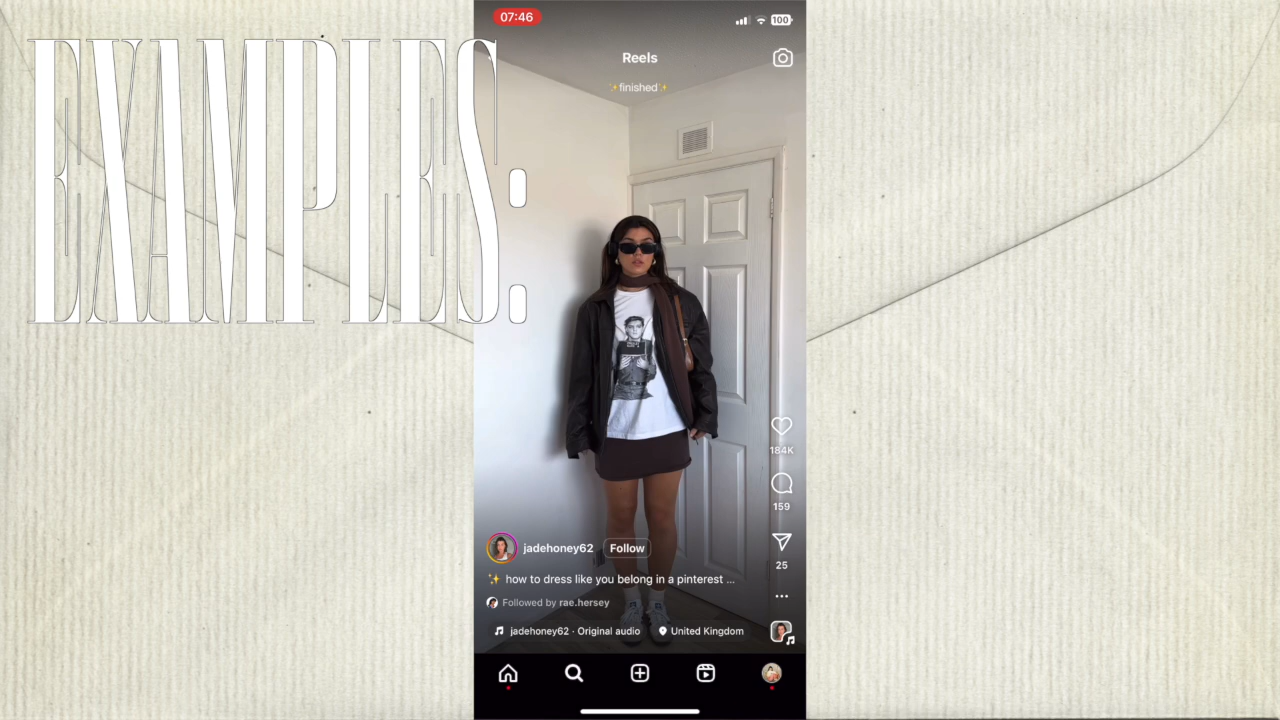 EXAMPLES:
07:46
100
Reels
✨finished✨
184K
159
25
jadehoney62
Follow
✨ how to dress like you belong in a pinterest ...
Followed by rae.hersey
jadehoney62 · Original audio
United Kingdom